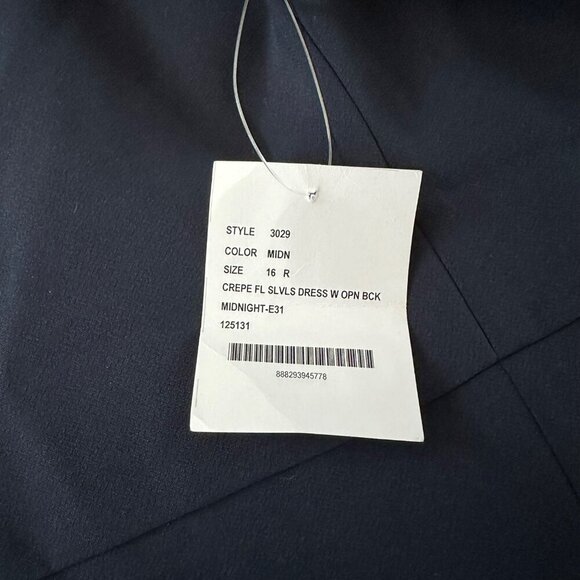 STYLE 3029
COLOR MIDN
SIZE 16 R
CREPE FL SLVLS DRESS W OPN BCK
MIDNIGHT-E31
125131
888293945778